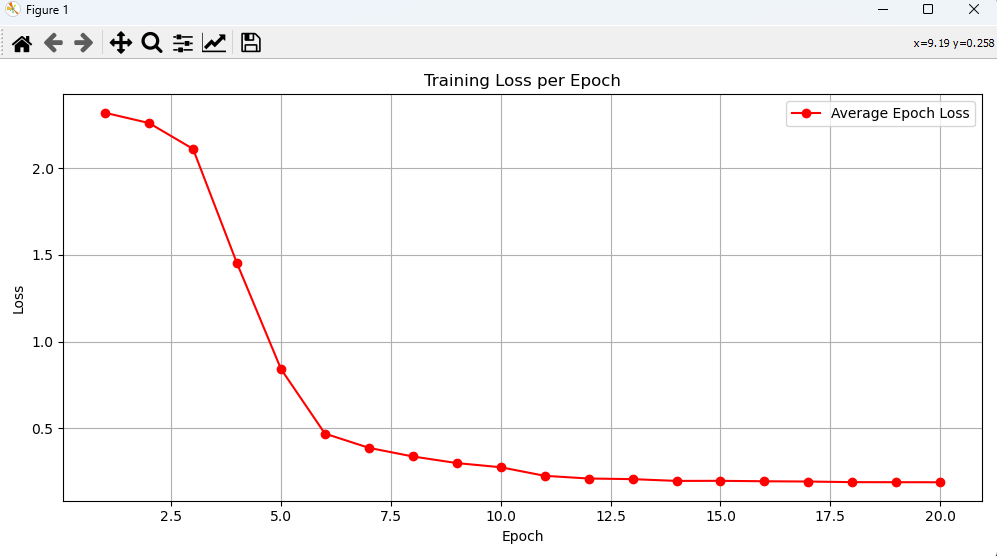 Figure 1
x=9.19 y=0.258
Training Loss per Epoch
Average Epoch Loss
2.0
1.5
1.0
0.5
Loss
2.5 5.0 7.5 10.0 12.5 15.0 17.5 20.0
Epoch